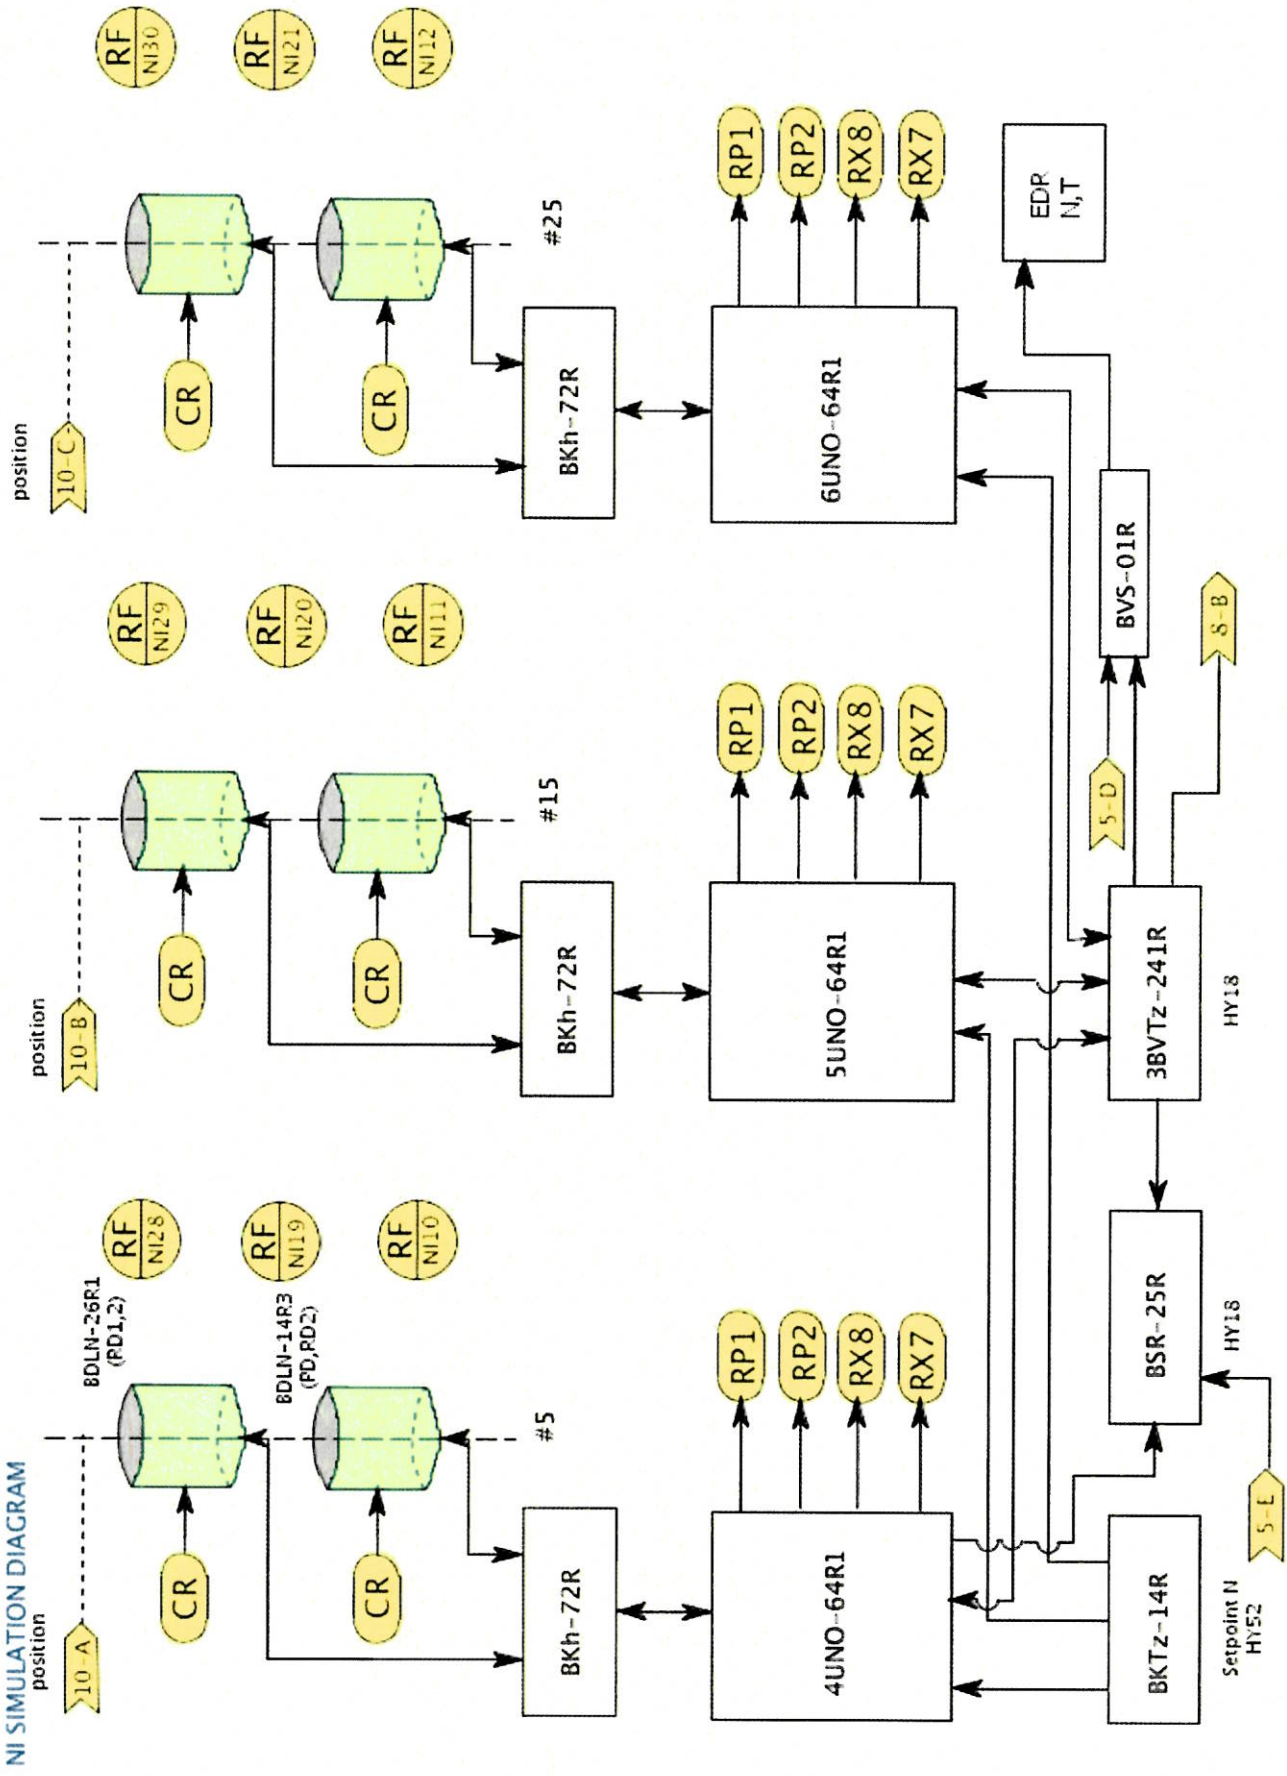 NI SIMULATION DIAGRAM
position
10-A
position
10-B
position
10-C
BDLN-26R1
(RD1,2)
RF
NI28
RF
NI29
RF
NI30
CR
CR
CR
BDLN-14R3
(PD,RD2)
RF
NI19
RF
NI20
RF
NI21
CR
CR
CR
RF
NI10
RF
NI11
RF
NI12
#5
#15
#25
BKh-72R
BKh-72R
BKh-72R
4UNO-64R1
RP1
RP2
RX8
RX7
5UNO-64R1
RP1
RP2
RX8
RX7
6UNO-64R1
RP1
RP2
RX8
RX7
EDR
N,T
5-D
BKTz-14R
BSR-25R
3BVTz-241R
BVS-01R
Setpoint N
HY52
HY18
HY18
8-B
5-E